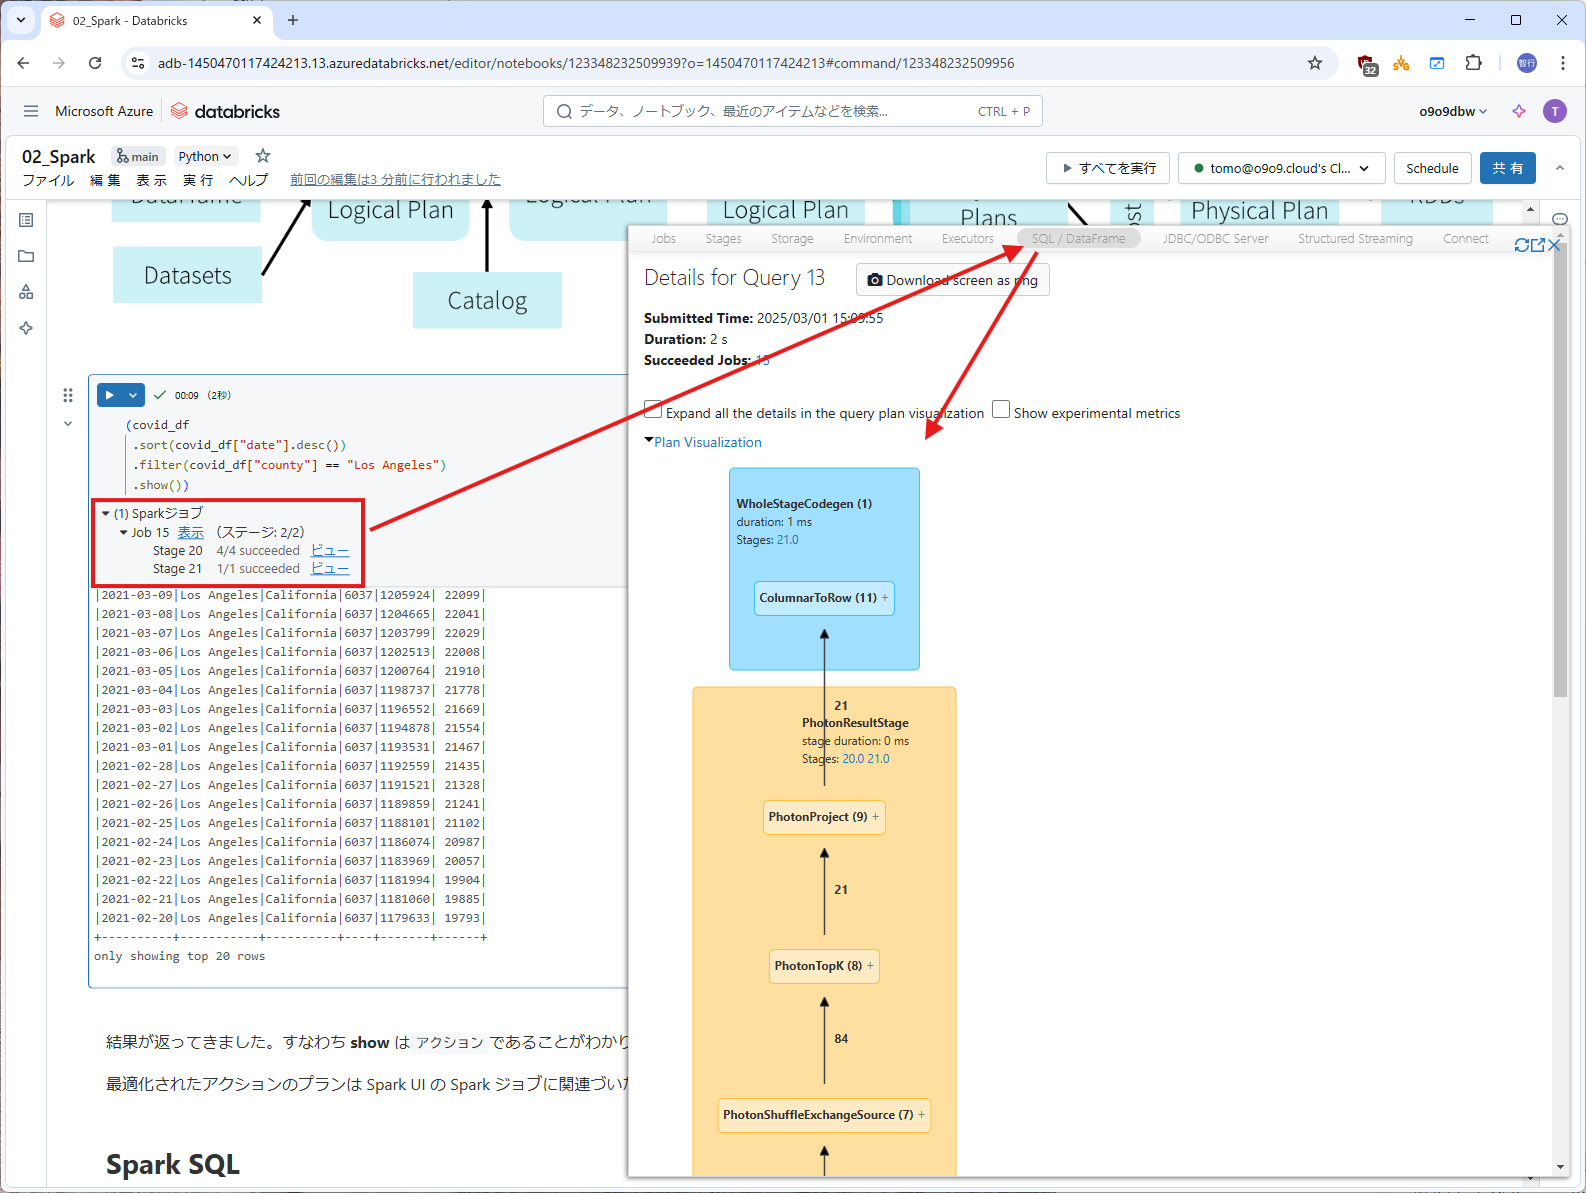 02_Spark - Databricks
adb-1450470117424213.13.azuredatabricks.net/editor/notebooks/123348232509939?o=1450470117424213#command/123348232509956
32
智行
Microsoft Azure
databricks
データ、ノートブック、最近のアイテムなどを検索...
CTRL + P
o9o9dbw
T
02_Spark
main
Python
ファイル 編集 表示 実行 ヘルプ
前回の編集は3 分前に行われました
すべてを実行
tomo@o9o9.cloud's Cl...
Schedule
共有
DataFrame
Logical Plan
Logical Plan
Logical Plan
Plans
Physical Plan
RDDs
Datasets
Catalog
00:09 (2秒)
(covid_df
.sort(covid_df["date"].desc())
.filter(covid_df["county"] == "Los Angeles")
.show())
(1) Sparkジョブ
Job 15 表示 (ステージ: 2/2)
Stage 20 4/4 succeeded ビュー
Stage 21 1/1 succeeded ビュー
|2021-03-09|Los Angeles|California|6037|1205924| 22099|
|2021-03-08|Los Angeles|California|6037|1204665| 22041|
|2021-03-07|Los Angeles|California|6037|1203799| 22029|
|2021-03-06|Los Angeles|California|6037|1202513| 22008|
|2021-03-05|Los Angeles|California|6037|1200764| 21910|
|2021-03-04|Los Angeles|California|6037|1198737| 21778|
|2021-03-03|Los Angeles|California|6037|1196552| 21669|
|2021-03-02|Los Angeles|California|6037|1194878| 21554|
|2021-03-01|Los Angeles|California|6037|1193531| 21467|
|2021-02-28|Los Angeles|California|6037|1192559| 21435|
|2021-02-27|Los Angeles|California|6037|1191521| 21328|
|2021-02-26|Los Angeles|California|6037|1189859| 21241|
|2021-02-25|Los Angeles|California|6037|1188101| 21102|
|2021-02-24|Los Angeles|California|6037|1186074| 20987|
|2021-02-23|Los Angeles|California|6037|1183969| 20057|
|2021-02-22|Los Angeles|California|6037|1181994| 19904|
|2021-02-21|Los Angeles|California|6037|1181060| 19885|
|2021-02-20|Los Angeles|California|6037|1179633| 19793|
+----------+-----------+----------+----+-------+------+
only showing top 20 rows
結果が返ってきました。すなわち show は アクション であることがわかり
最適化されたアクションのプランは Spark UI の Spark ジョブに関連づい
Spark SQL
Jobs Stages Storage Environment Executors SQL / DataFrame JDBC/ODBC Server Structured Streaming Connect
Details for Query 13
Download screen as png
Submitted Time: 2025/03/01 15:09:55
Duration: 2 s
Succeeded Jobs: 15
Expand all the details in the query plan visualization
Show experimental metrics
Plan Visualization
WholeStageCodegen (1)
duration: 1 ms
Stages: 21.0
ColumnarToRow (11) +
21
PhotonResultStage
stage duration: 0 ms
Stages: 20.0 21.0
PhotonProject (9) +
21
PhotonTopK (8) +
84
PhotonShuffleExchangeSource (7) +